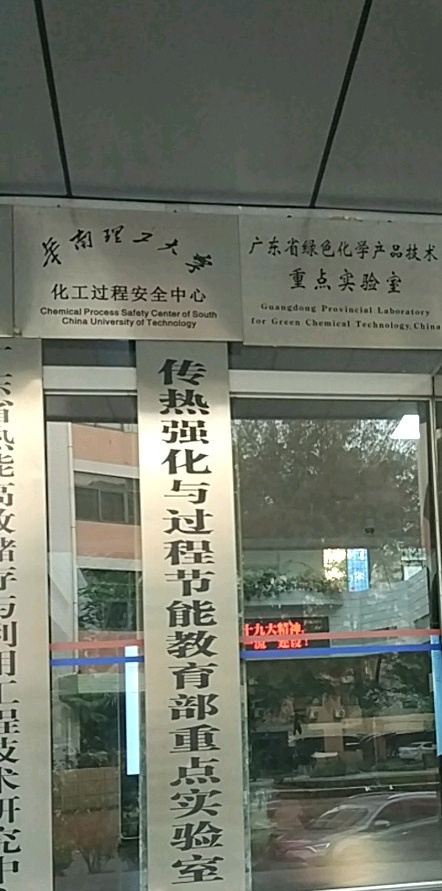 华南理工大学
化工过程安全中心
Chemical Process Safety Center of South
China University of Technology
广东省绿色化学产品技术
重点实验室
Guangdong Provincial Laboratory
for Green Chemical Technology, China
广东省热能高效储存与利用工程技术研究中
传热强化与过程节能教育部重点实验室
十九大精神,